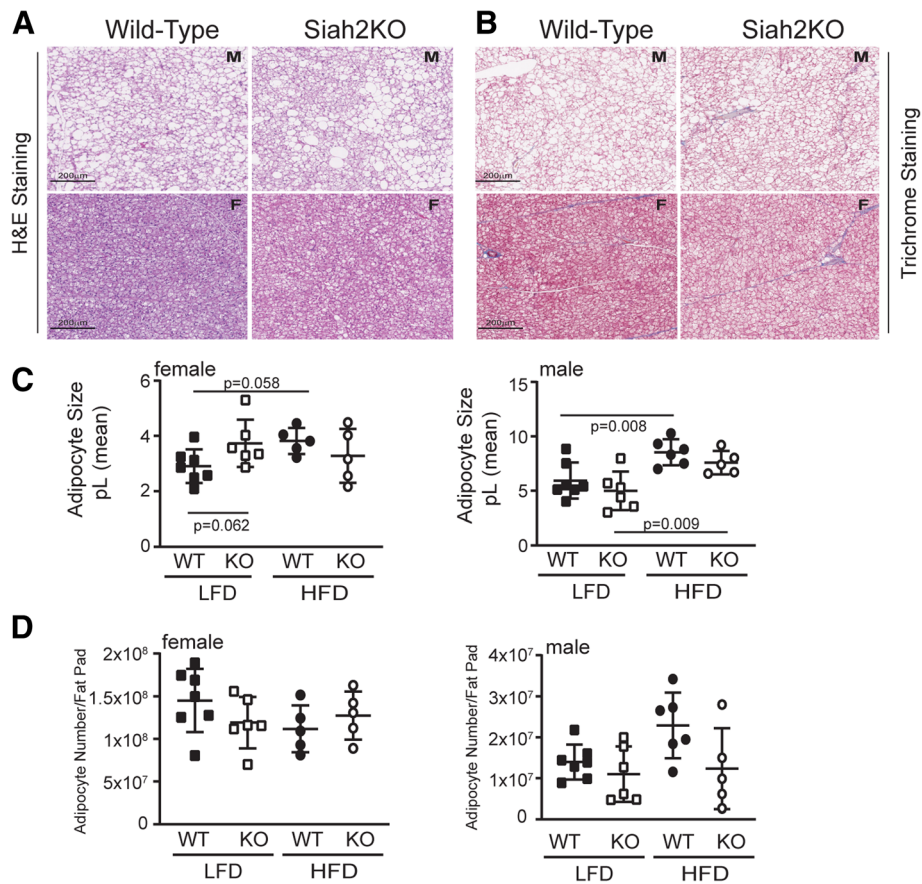 A
Wild-Type
Siah2KO
B
Wild-Type
Siah2KO
H&E Staining
M
M
200µm
F
F
200µm
M
M
200µm
F
F
200µm
Trichrome Staining
C
female
Adipocyte Size
pL (mean)
6
4
2
0
p=0.058
p=0.062
WT
KO
WT
KO
LFD
HFD
male
Adipocyte Size
pL (mean)
15
10
5
0
p=0.008
p=0.009
WT
KO
WT
KO
LFD
HFD
D
female
Adipocyte Number/Fat Pad
2x10⁸
1.5x10⁸
1x10⁸
5x10⁷
0
WT
KO
WT
KO
LFD
HFD
male
Adipocyte Number/Fat Pad
4x10⁷
3x10⁷
2x10⁷
1x10⁷
0
WT
KO
WT
KO
LFD
HFD